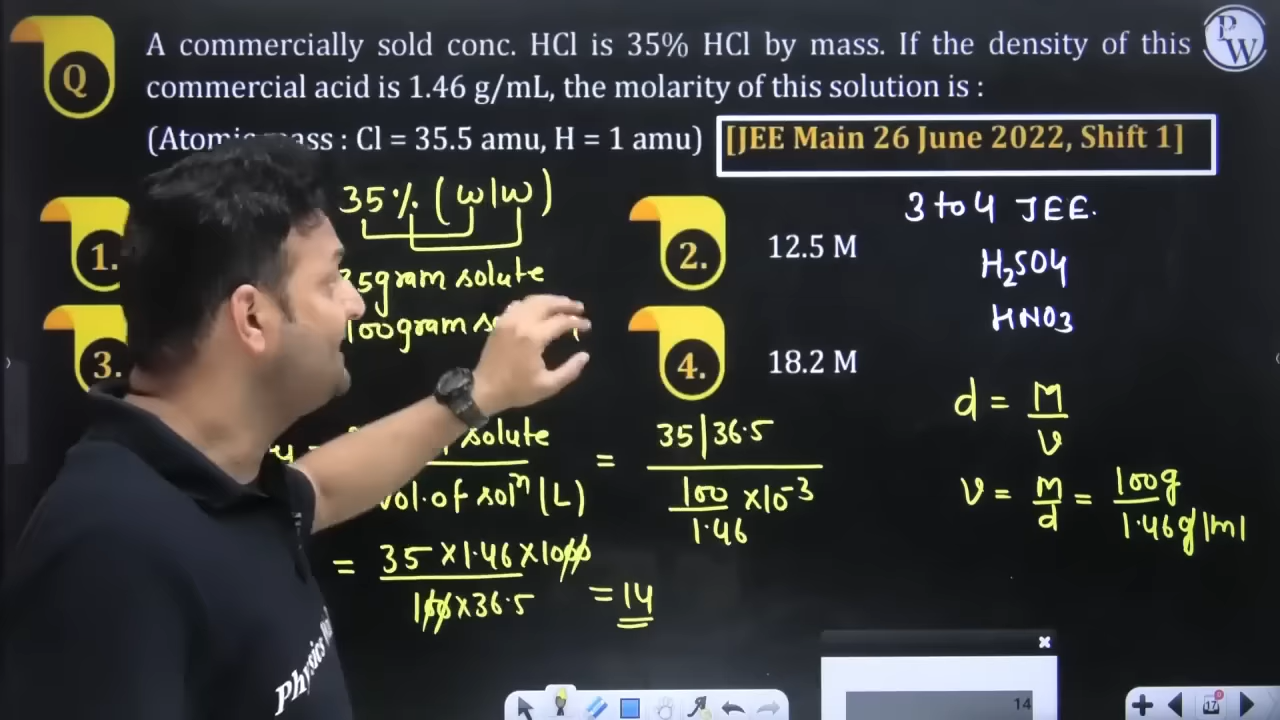 Q
A commercially sold conc. HCl is 35% HCl by mass. If the density of this
commercial acid is 1.46 g/mL, the molarity of this solution is :
: Cl = 35.5 amu, H = 1 amu) [JEE Main 26 June 2022, Shift 1]
PW
1.
35% (w/w)
35gram solute
100gram
2.
12.5 M
3 to 4 JEE.
H₂SO₄
HNO₃
3.
4.
18.2 M
solute
vol. of solⁿ (L)
= 35/36.5
100/1.46 × 10⁻³
= 35 × 1.46 × 1000
100 × 36.5
= 14
d = M/v
v = m/d = 100g/1.46g/ml
Physics
14
17